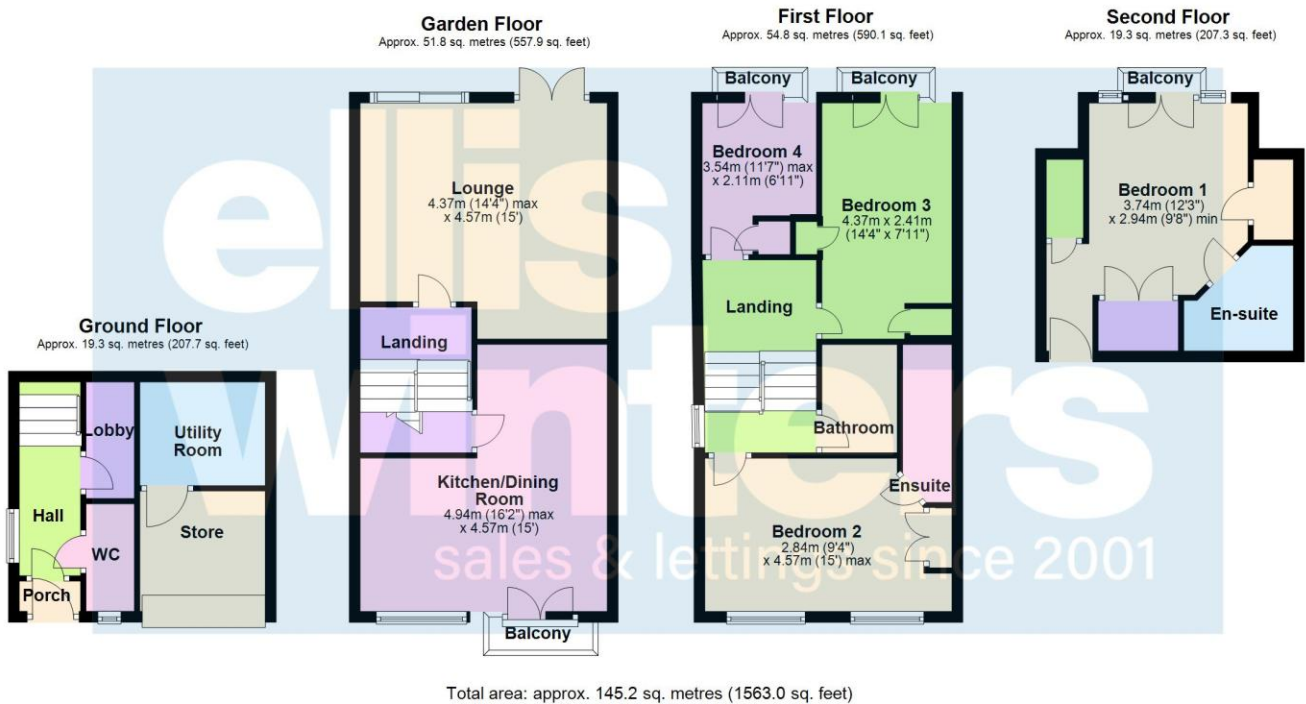 Garden Floor
Approx. 51.8 sq. metres (557.9 sq. feet)
First Floor
Approx. 54.8 sq. metres (590.1 sq. feet)
Second Floor
Approx. 19.3 sq. metres (207.3 sq. feet)
Ground Floor
Approx. 19.3 sq. metres (207.7 sq. feet)
Lobby
Utility
Room
Hall
Store
WC
Porch
Lounge
4.37m (14'4") max
x 4.57m (15')
Landing
Kitchen/Dining
Room
4.94m (16'2") max
x 4.57m (15')
Balcony
Balcony
Balcony
Bedroom 4
3.54m (11'7") max
x 2.11m (6'11")
Bedroom 3
4.37m x 2.41m
(14'4" x 7'11")
Landing
Bathroom
Ensuite
Bedroom 2
2.84m (9'4")
x 4.57m (15') max
Balcony
Bedroom 1
3.74m (12'3")
x 2.94m (9'8") min
En-suite
ellis
winters
sales & lettings since 2001
Total area: approx. 145.2 sq. metres (1563.0 sq. feet)